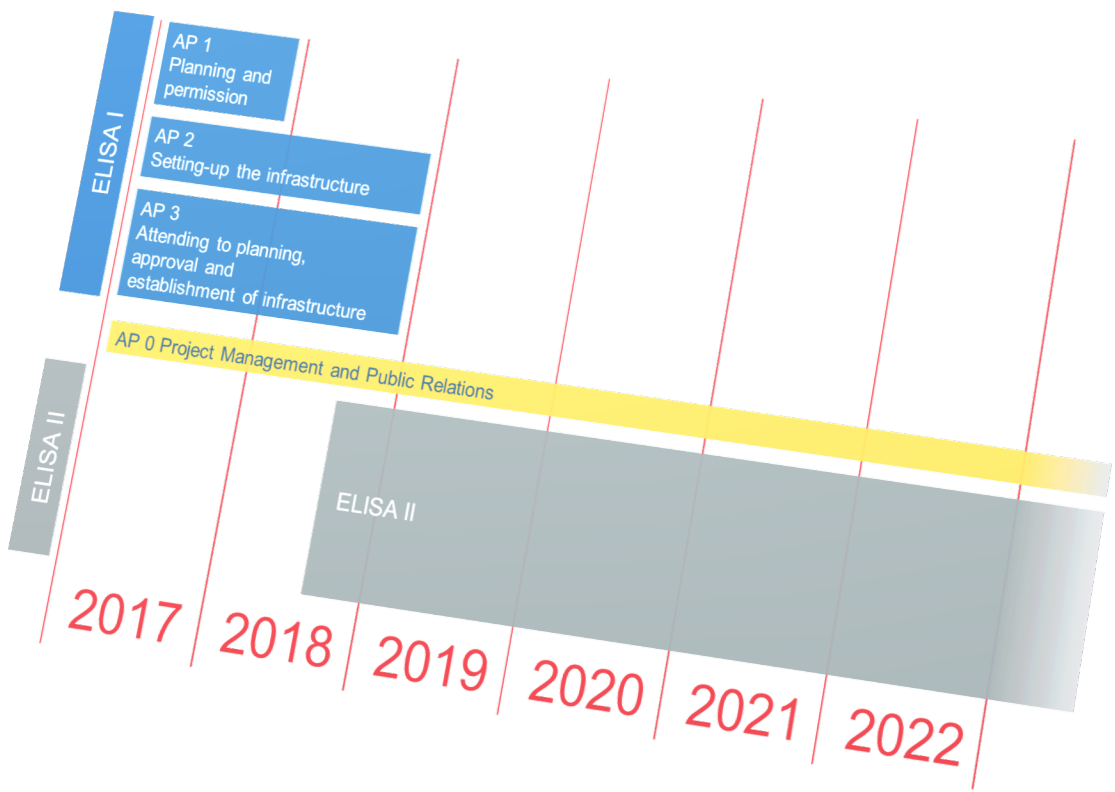 ELISA I
AP 1
Planning and
permission
AP 2
Setting-up the infrastructure
AP 3
Attending to planning,
approval and
establishment of infrastructure
AP 0 Project Management and Public Relations
ELISA II
ELISA II
2017
2018
2019
2020
2021
2022